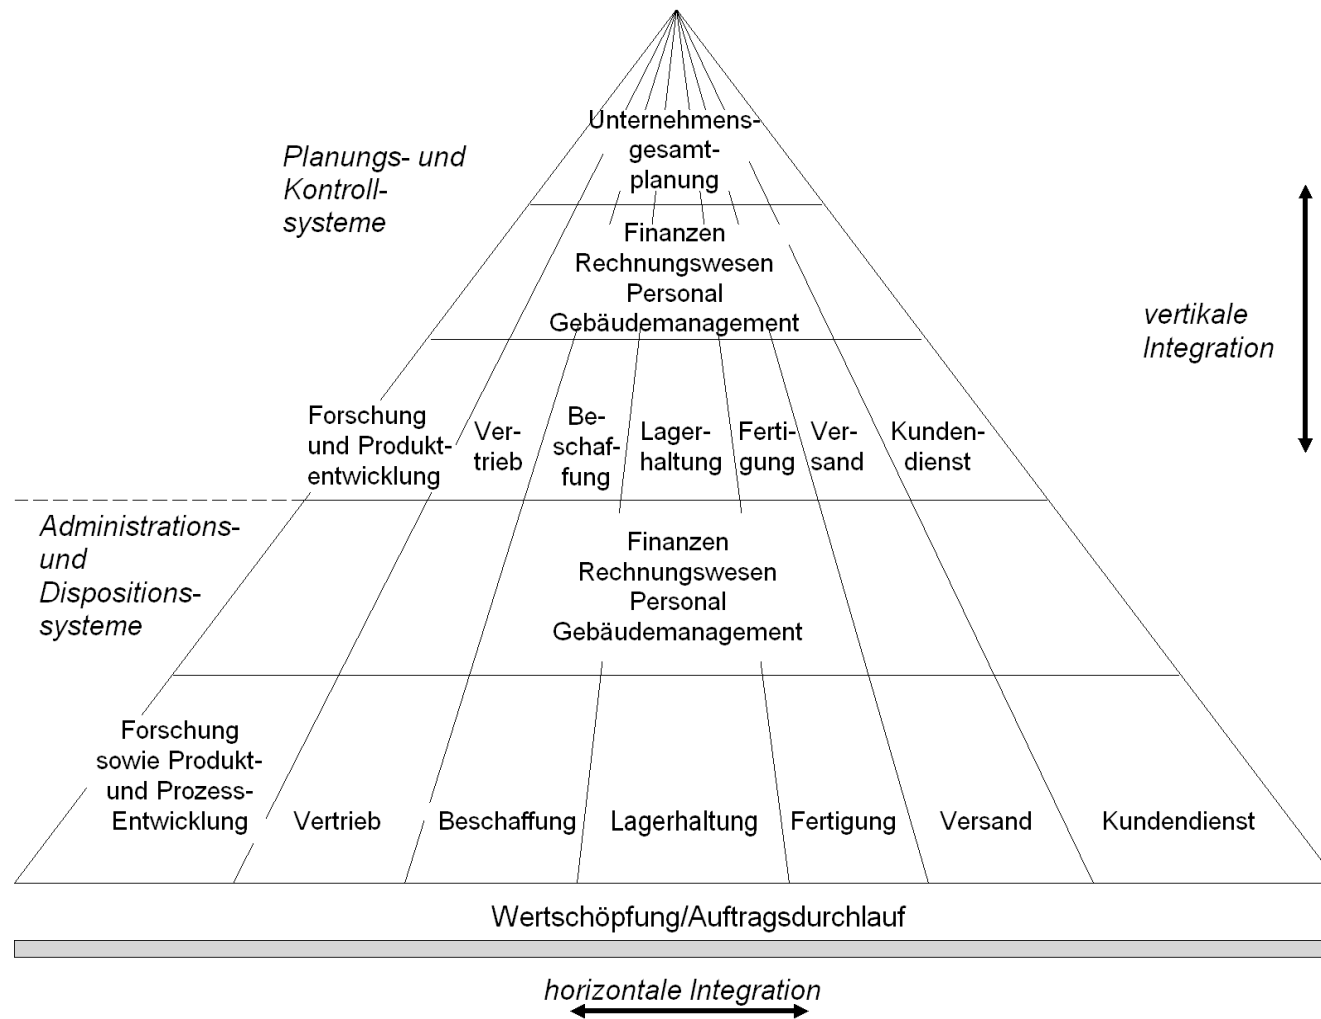 Unternehmens-
gesamt-
planung
Planungs- und
Kontroll-
systeme
Finanzen
Rechnungswesen
Personal
Gebäudemanagement
vertikale
Integration
Forschung
und Produkt-
entwicklung
Ver-
trieb
Be-
schaf-
fung
Lager-
haltung
Ferti-
gung
Ver-
sand
Kunden-
dienst
Administrations-
und
Dispositions-
systeme
Finanzen
Rechnungswesen
Personal
Gebäudemanagement
Forschung
sowie Produkt-
und Prozess-
Entwicklung
Vertrieb
Beschaffung
Lagerhaltung
Fertigung
Versand
Kundendienst
Wertschöpfung/Auftragsdurchlauf
horizontale Integration